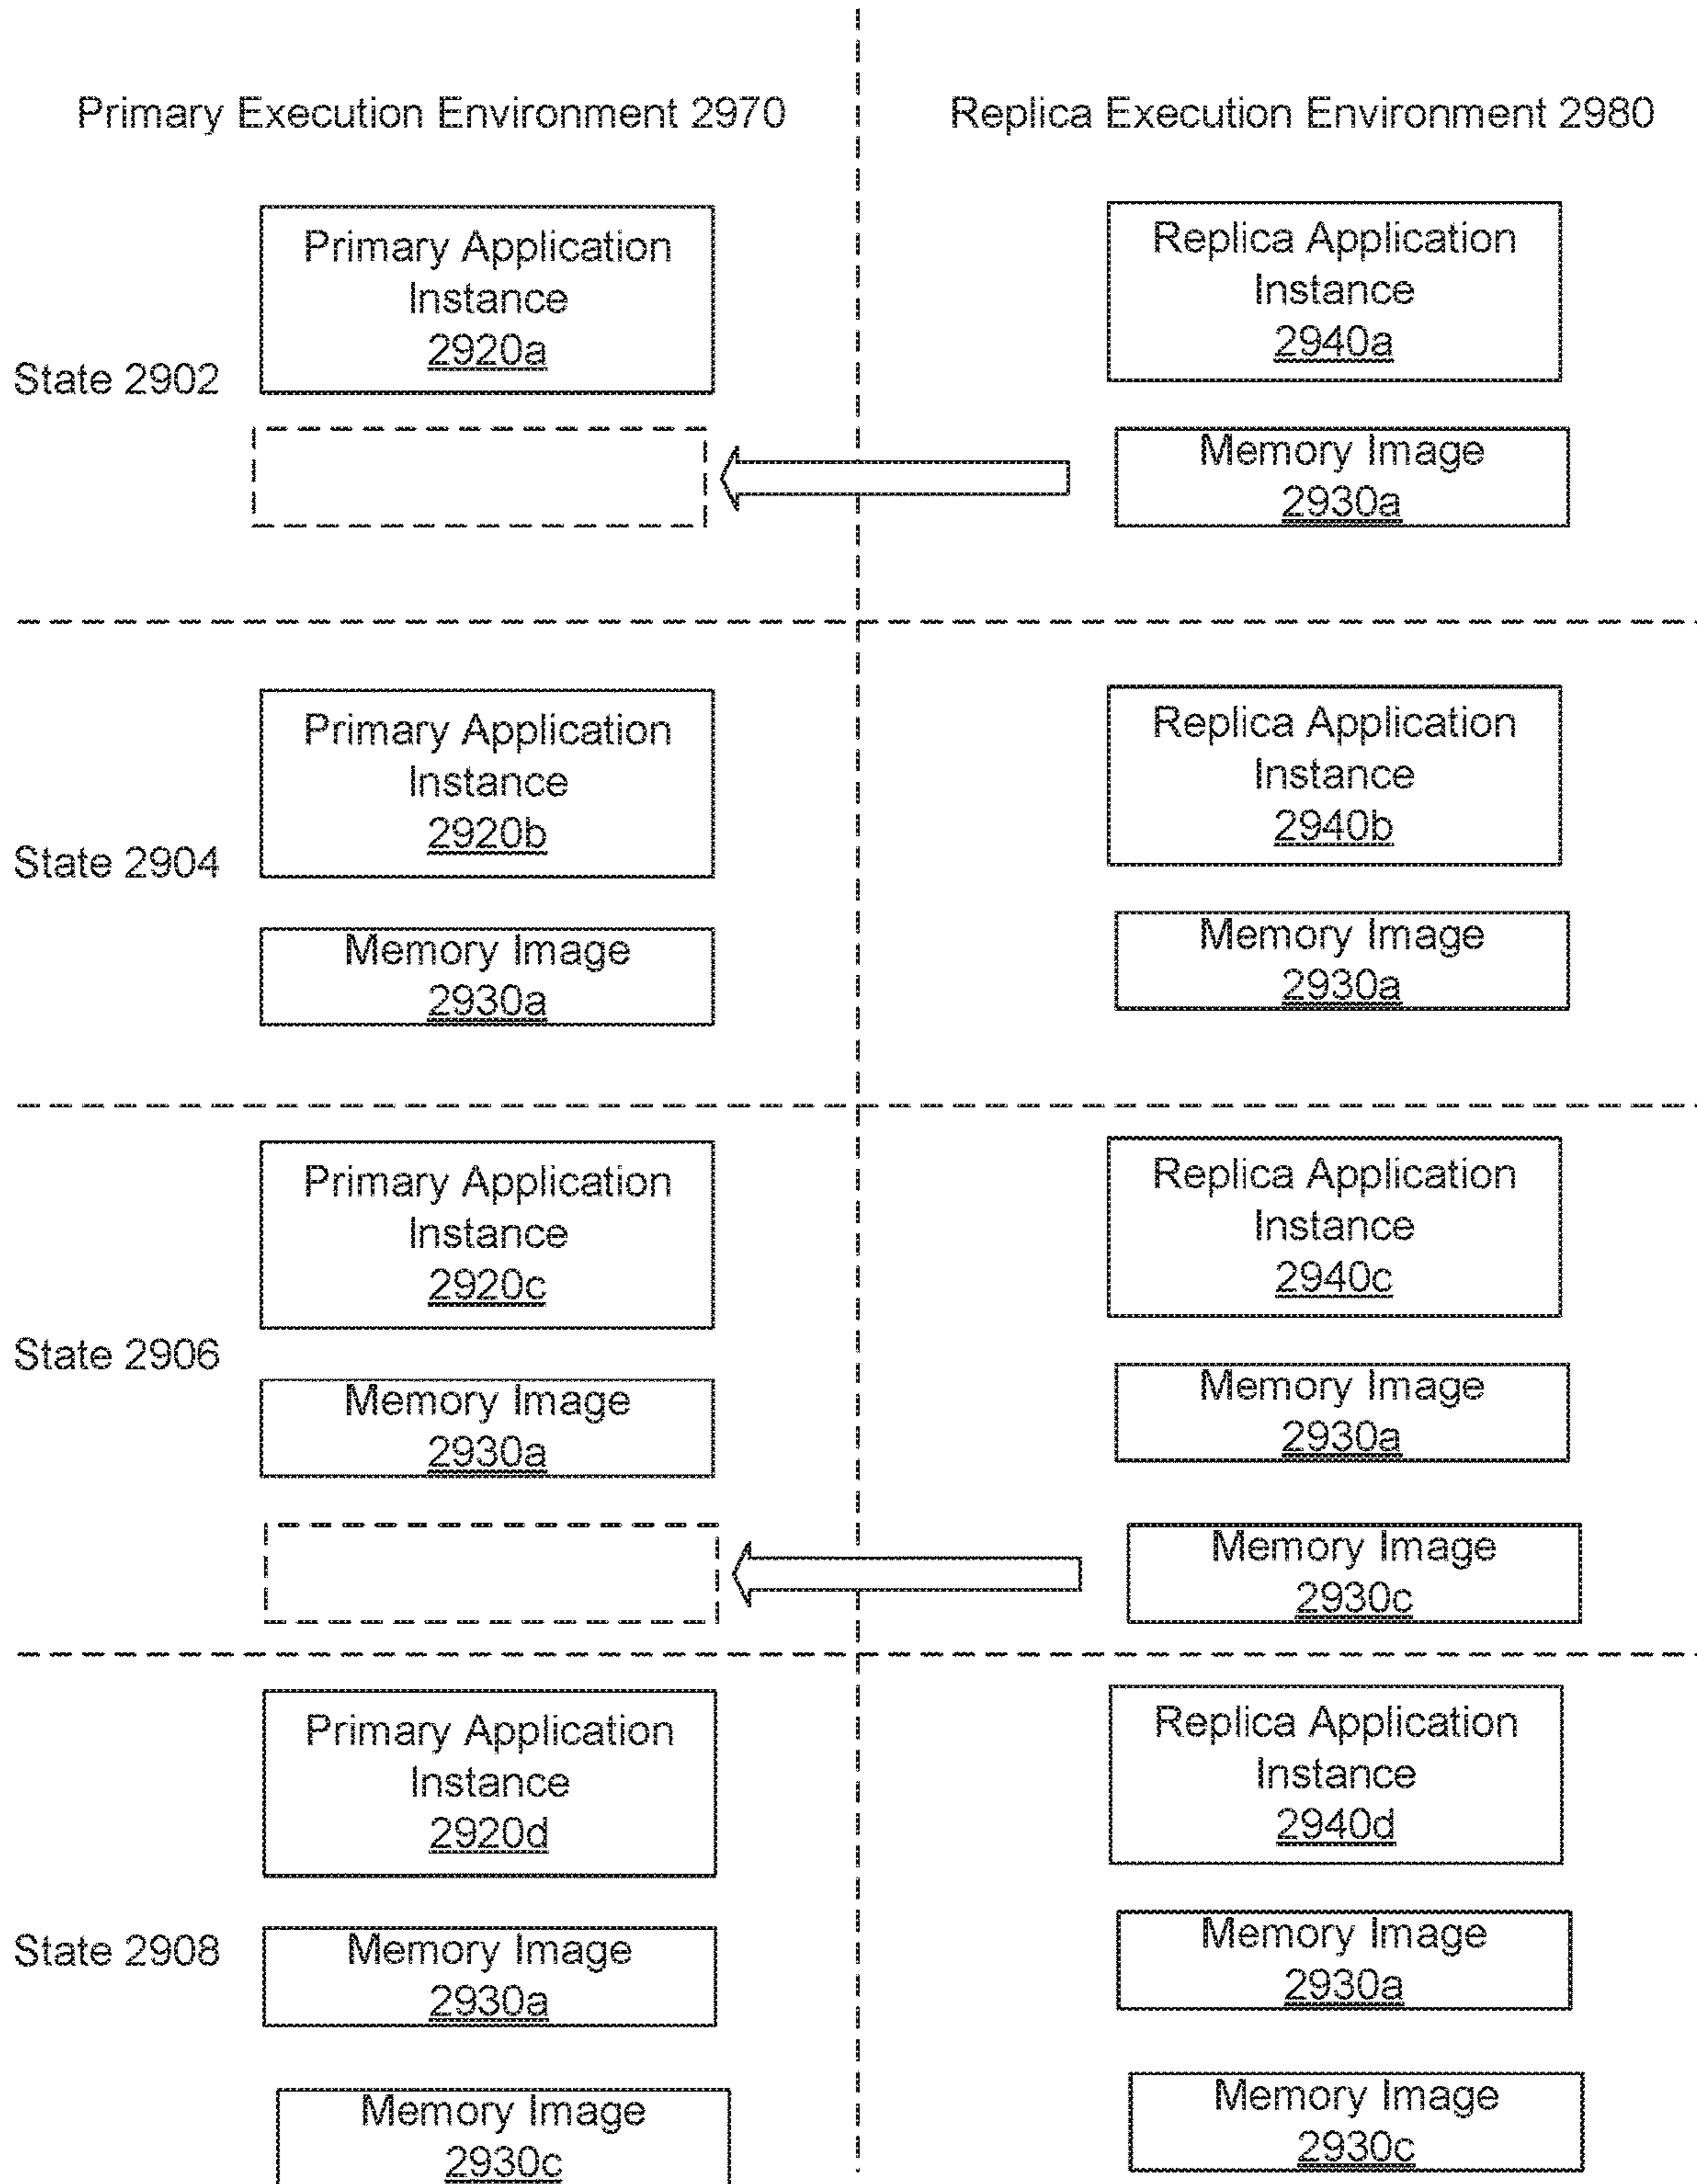 Primary Execution Environment 2970
Replica Execution Environment 2980
State 2902
Primary Application
Instance
2920a
Replica Application
Instance
2940a
Memory Image
2930a
State 2904
Primary Application
Instance
2920b
Memory Image
2930a
Replica Application
Instance
2940b
Memory Image
2930a
State 2906
Primary Application
Instance
2920c
Memory Image
2930a
Replica Application
Instance
2940c
Memory Image
2930a
Memory Image
2930c
State 2908
Primary Application
Instance
2920d
Memory Image
2930a
Memory Image
2930c
Replica Application
Instance
2940d
Memory Image
2930a
Memory Image
2930c